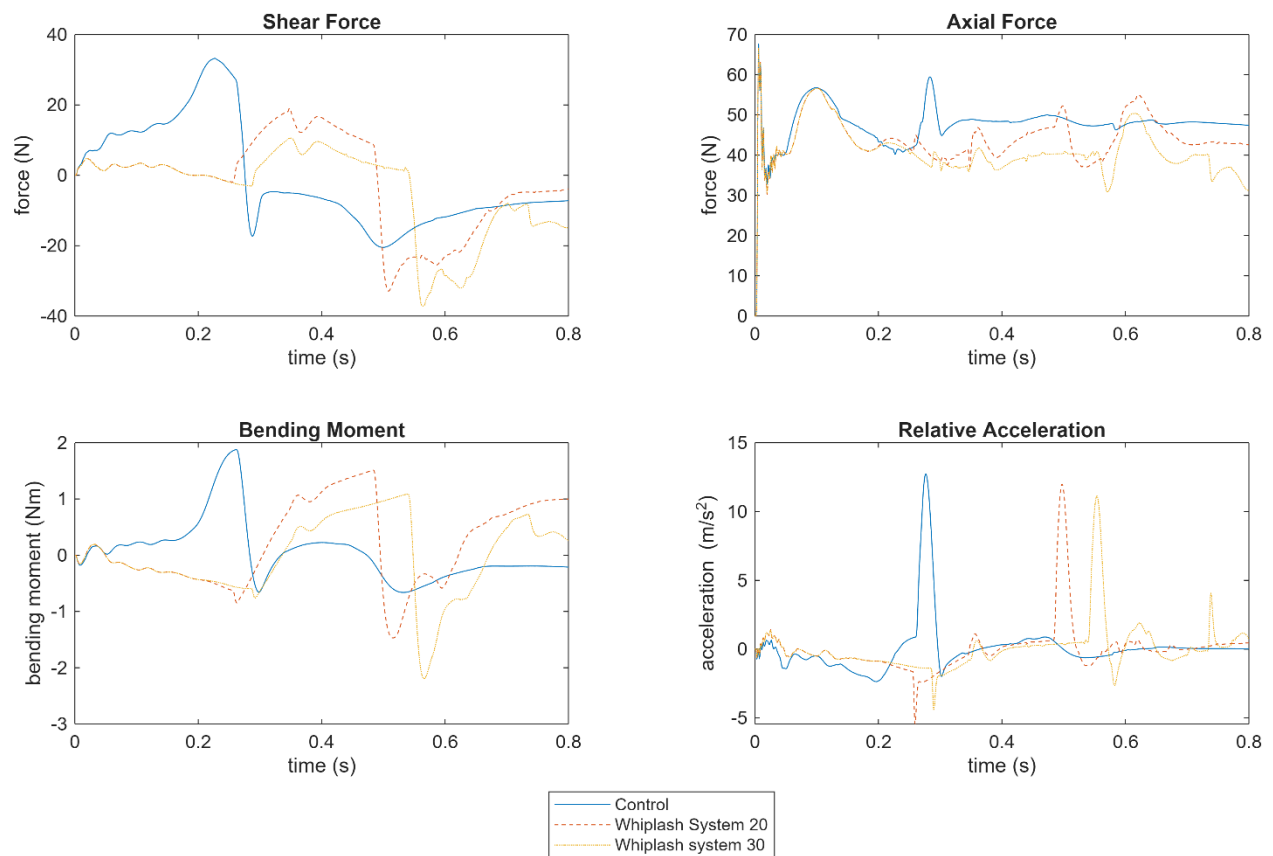 Shear Force
40
20
0
-20
-40
force (N)
0
0.2
0.4
0.6
0.8
time (s)
Axial Force
70
60
50
40
30
20
10
0
force (N)
0
0.2
0.4
0.6
0.8
time (s)
Bending Moment
2
1
0
-1
-2
-3
bending moment (Nm)
0
0.2
0.4
0.6
0.8
time (s)
Relative Acceleration
15
10
5
0
-5
acceleration (m/s²)
0
0.2
0.4
0.6
0.8
time (s)
Control
Whiplash System 20
Whiplash system 30